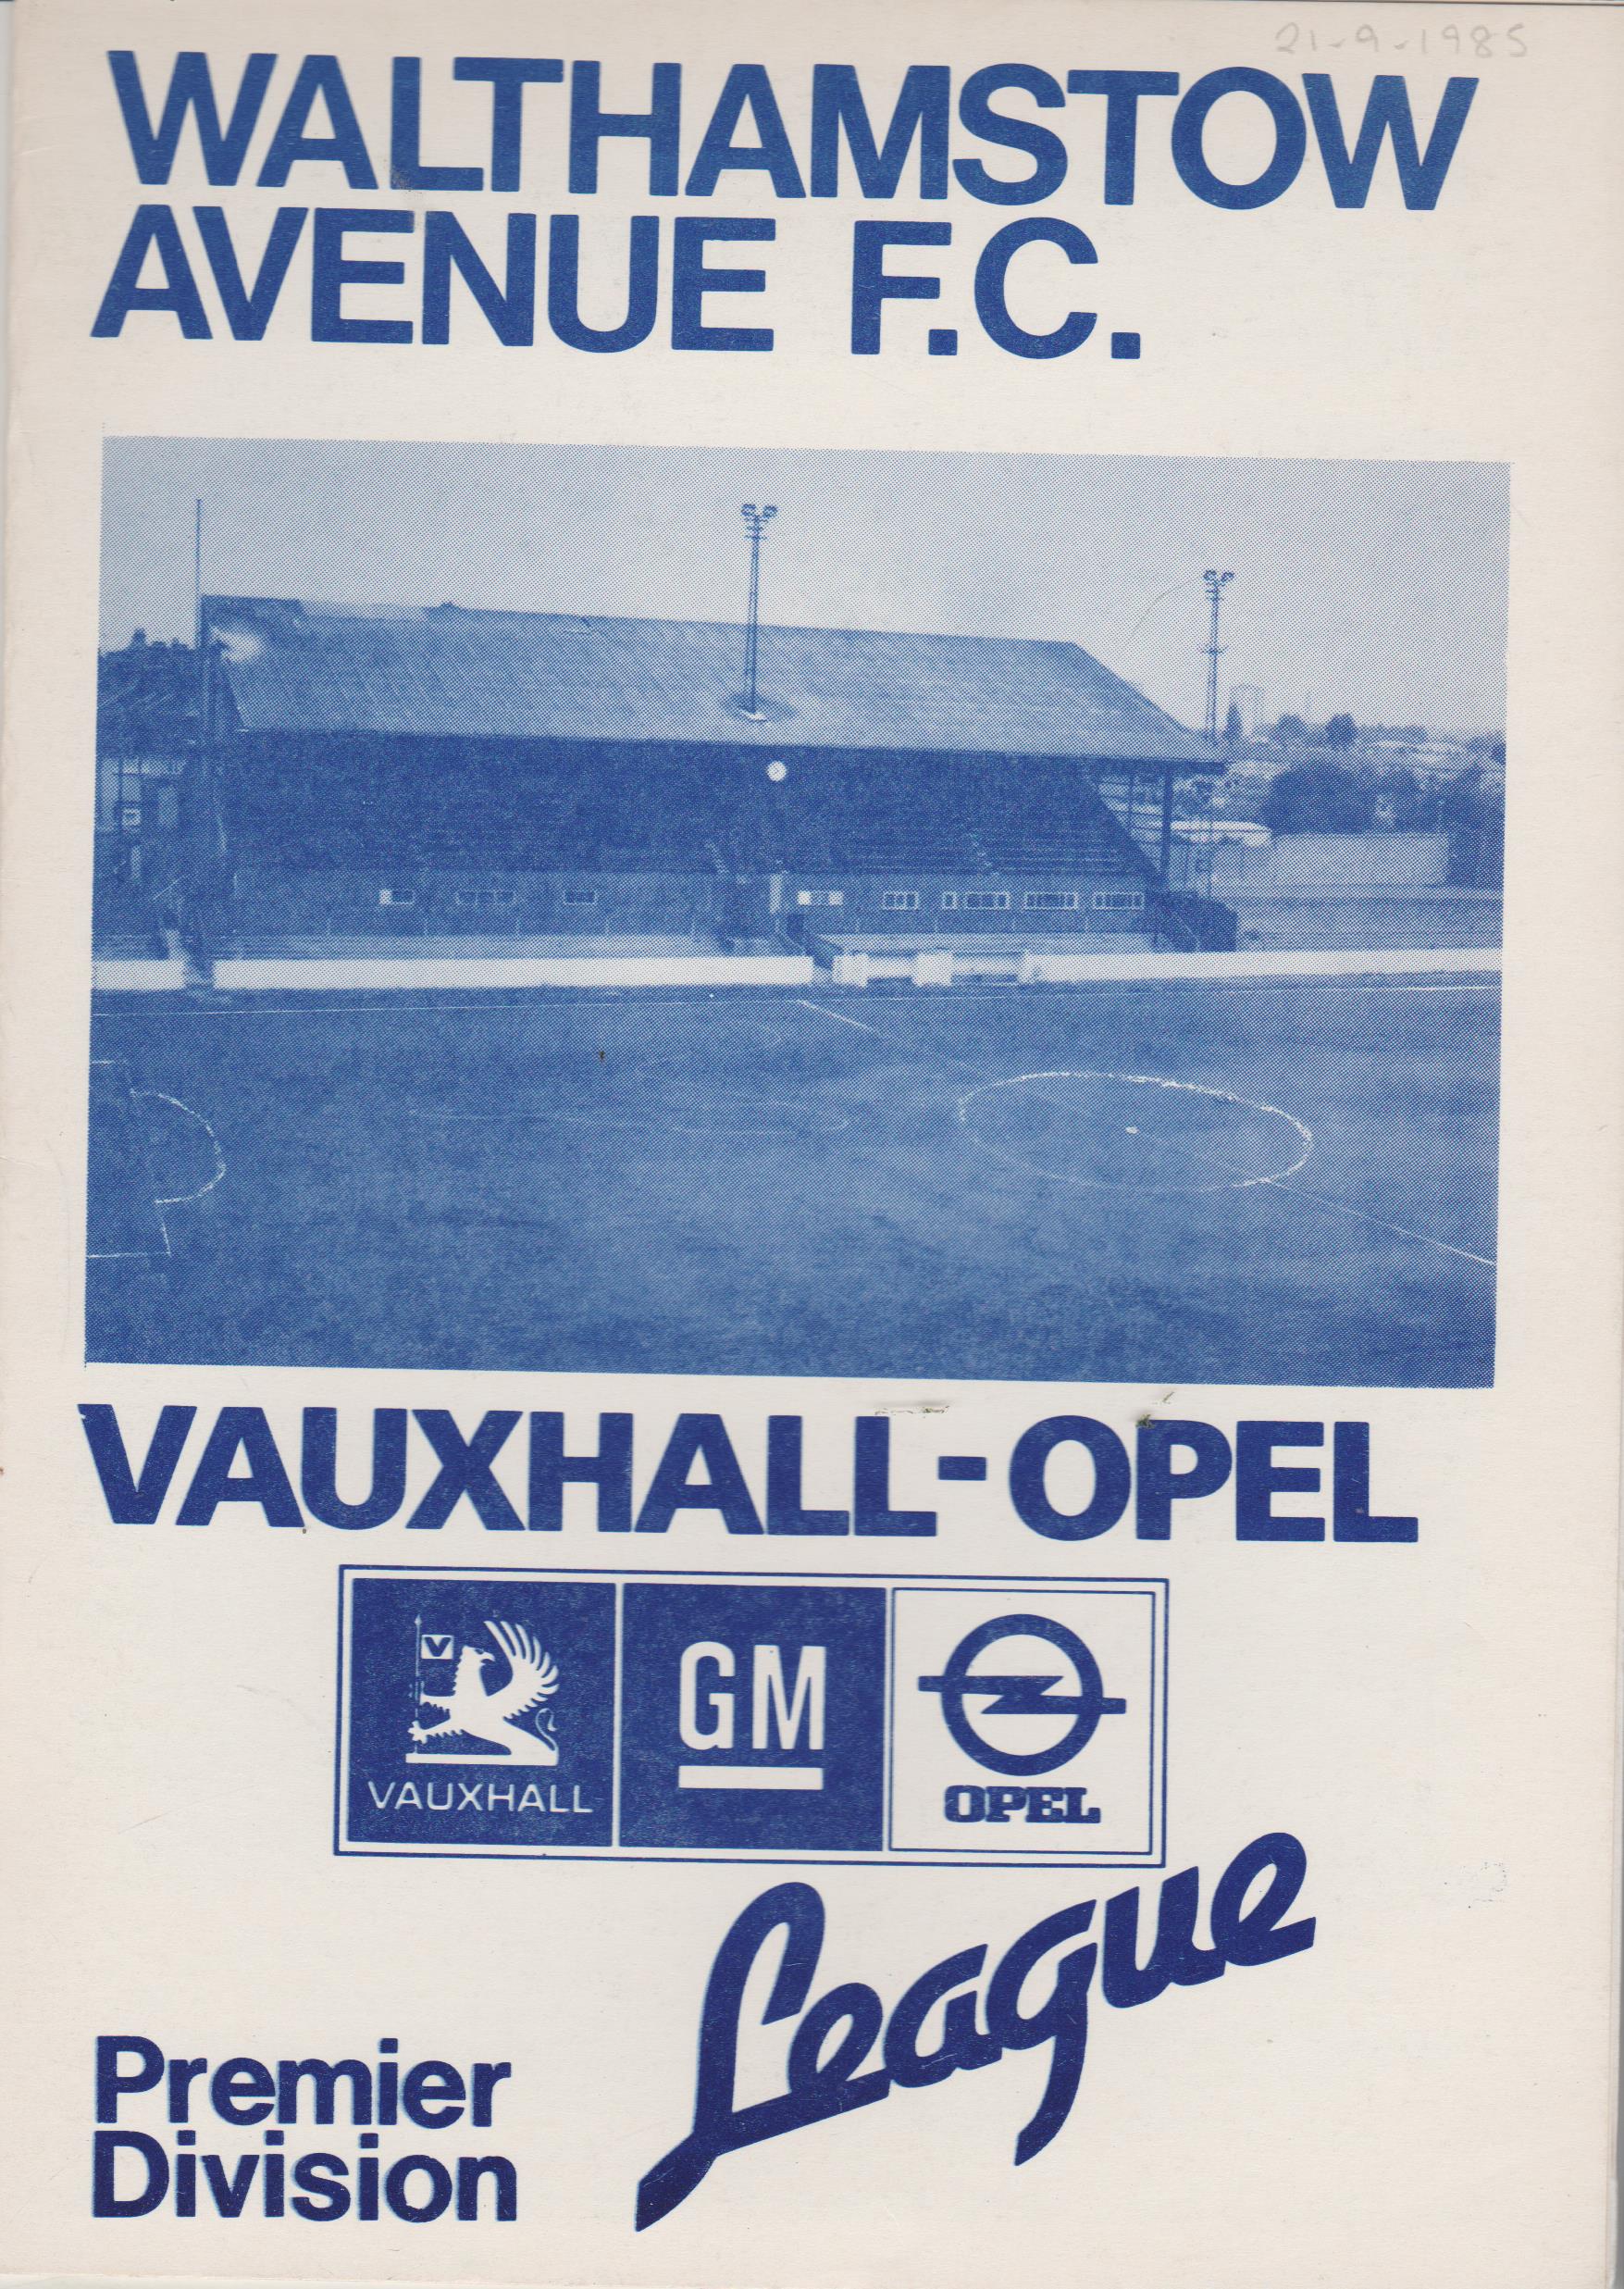 21-9-1985
WALTHAMSTOW
AVENUE F.C.
VAUXHALL-OPEL
V
VAUXHALL
GM
OPEL
League
Premier
Division